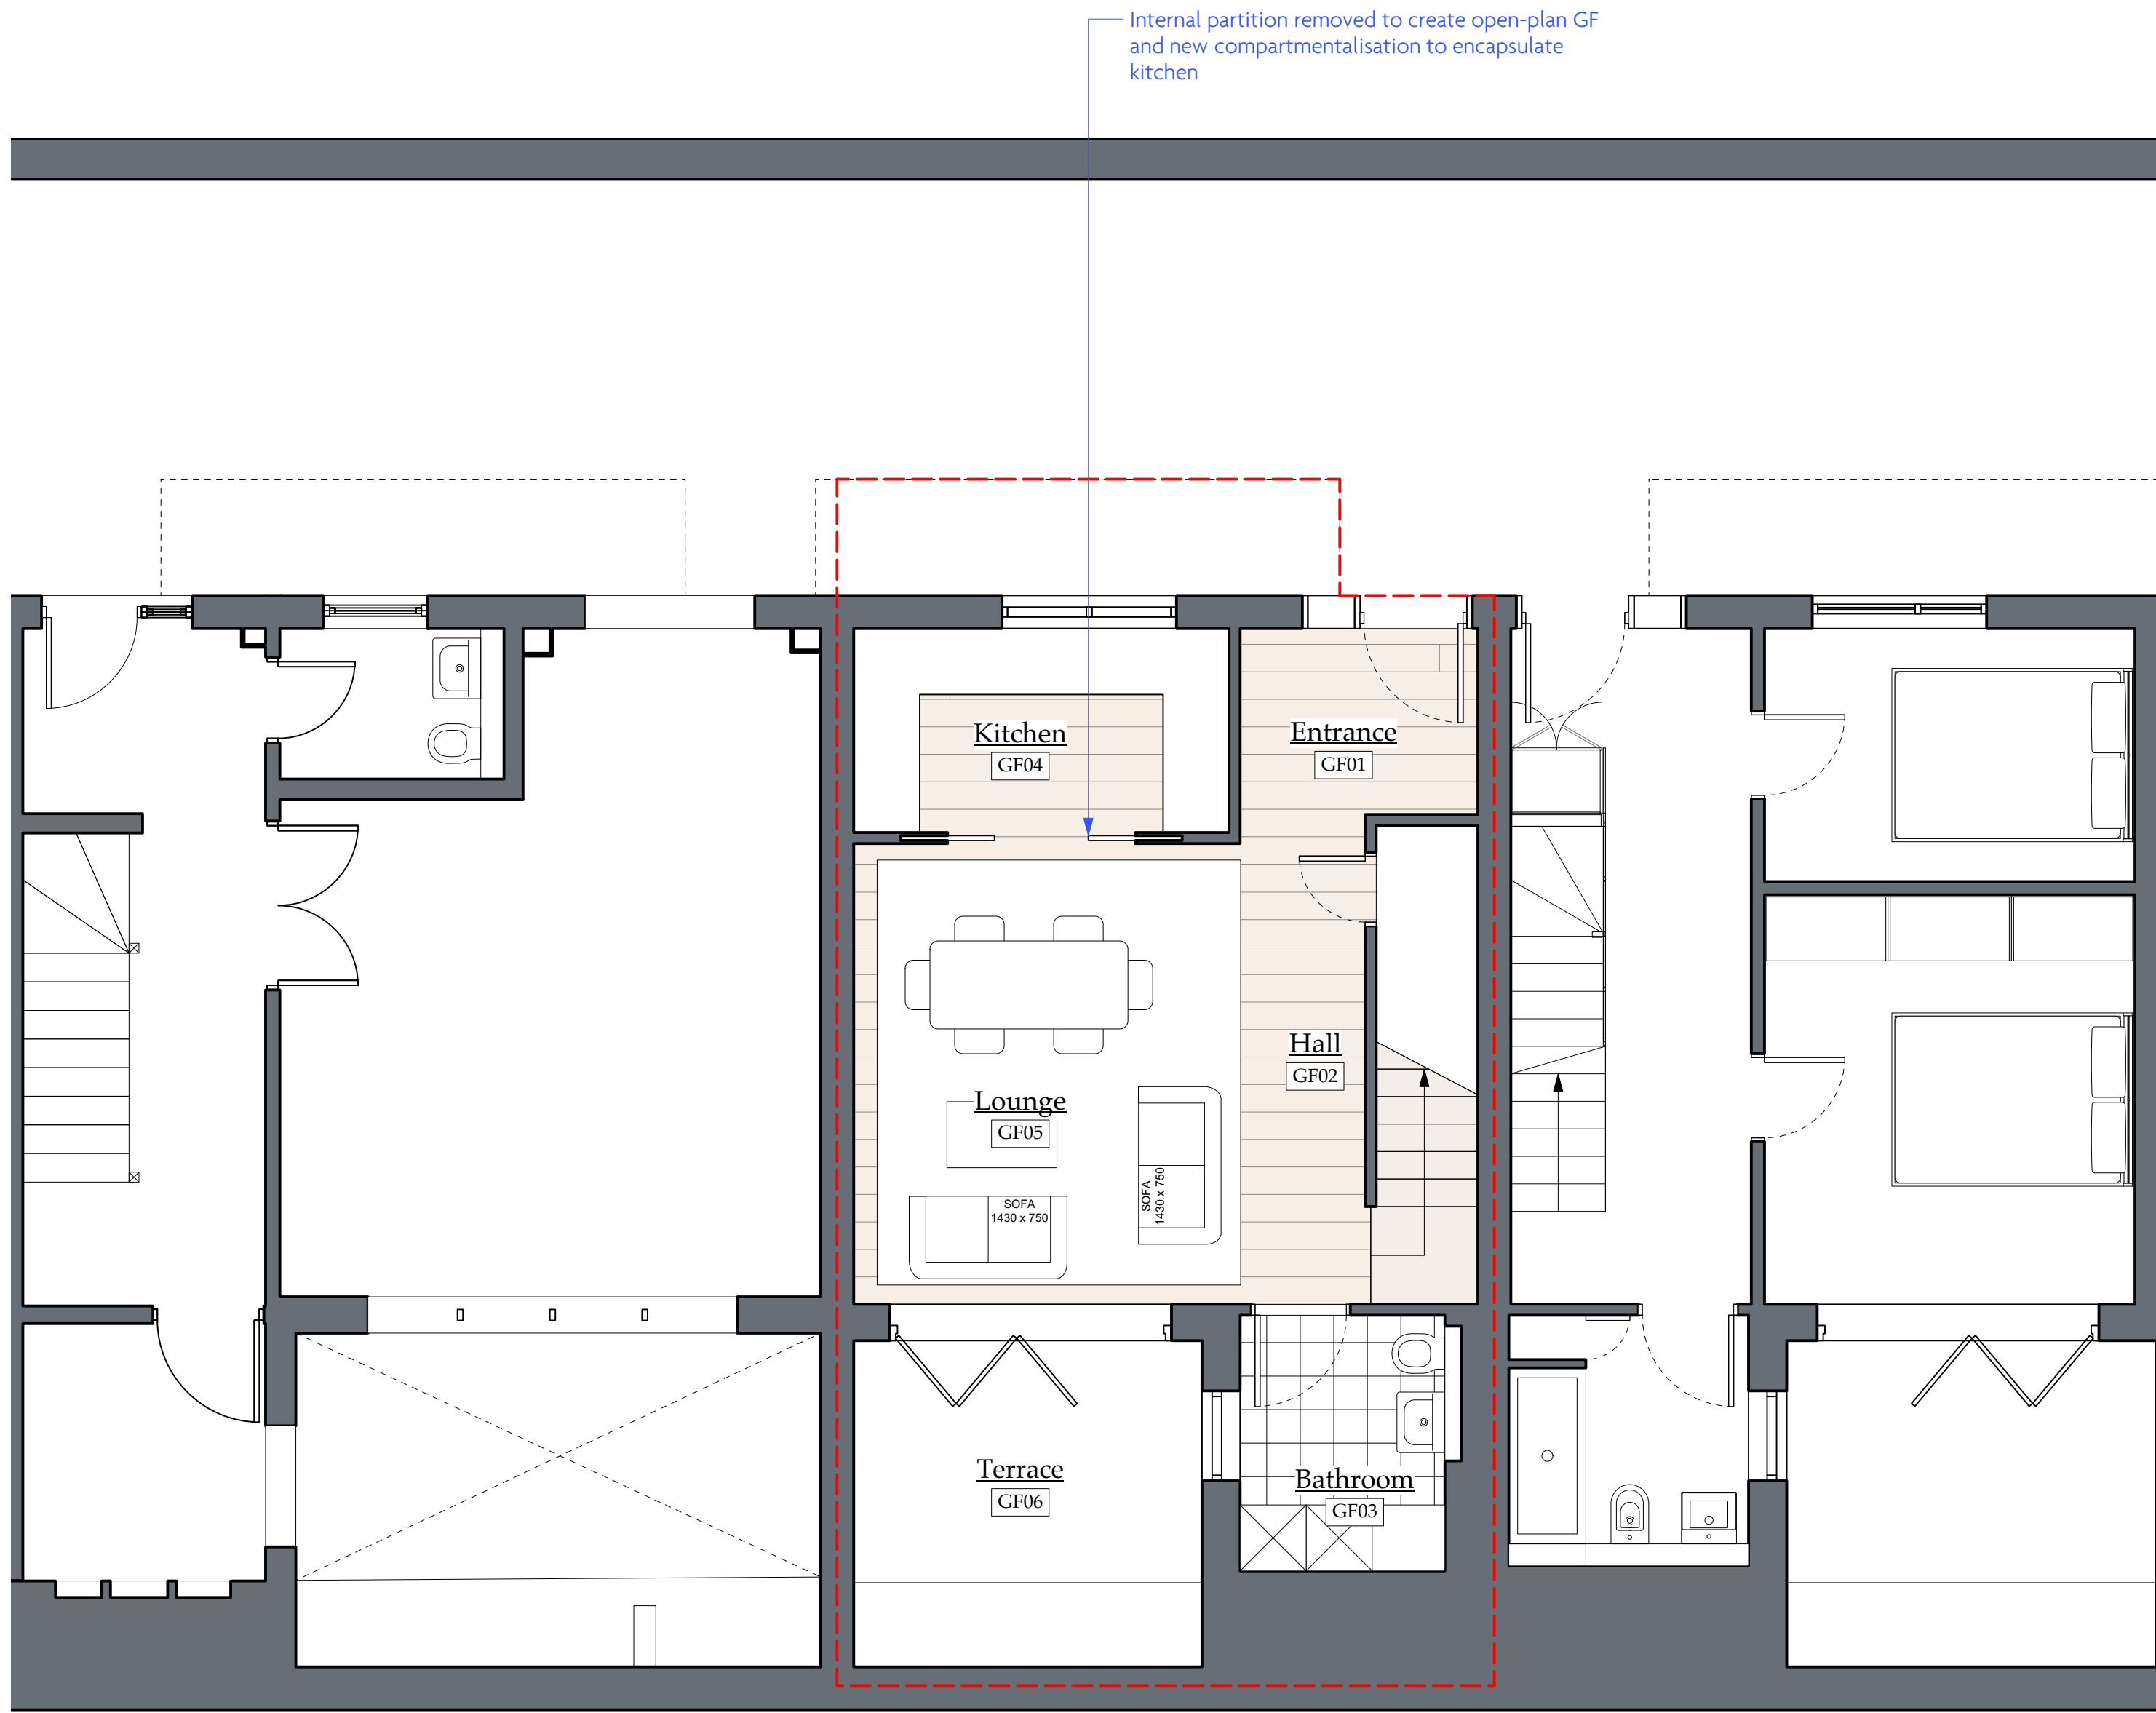 Internal partition removed to create open-plan GF
and new compartmentalisation to encapsulate
kitchen
Kitchen
GF04
Entrance
GF01
Hall
GF02
Lounge
GF05
SOFA
1430 x 750
SOFA
1430 x 750
Terrace
GF06
Bathroom
GF03